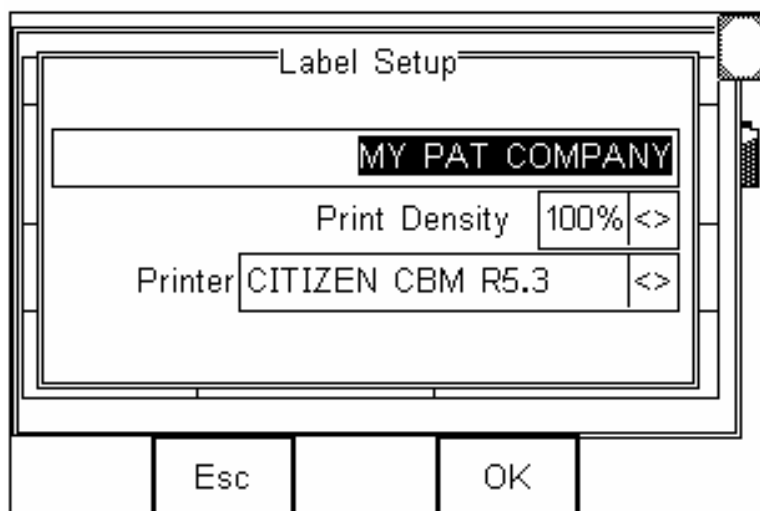 Label Setup
MY PAT COMPANY
Print Density 100% <>
Printer CITIZEN CBM R5.3 <>
Esc OK